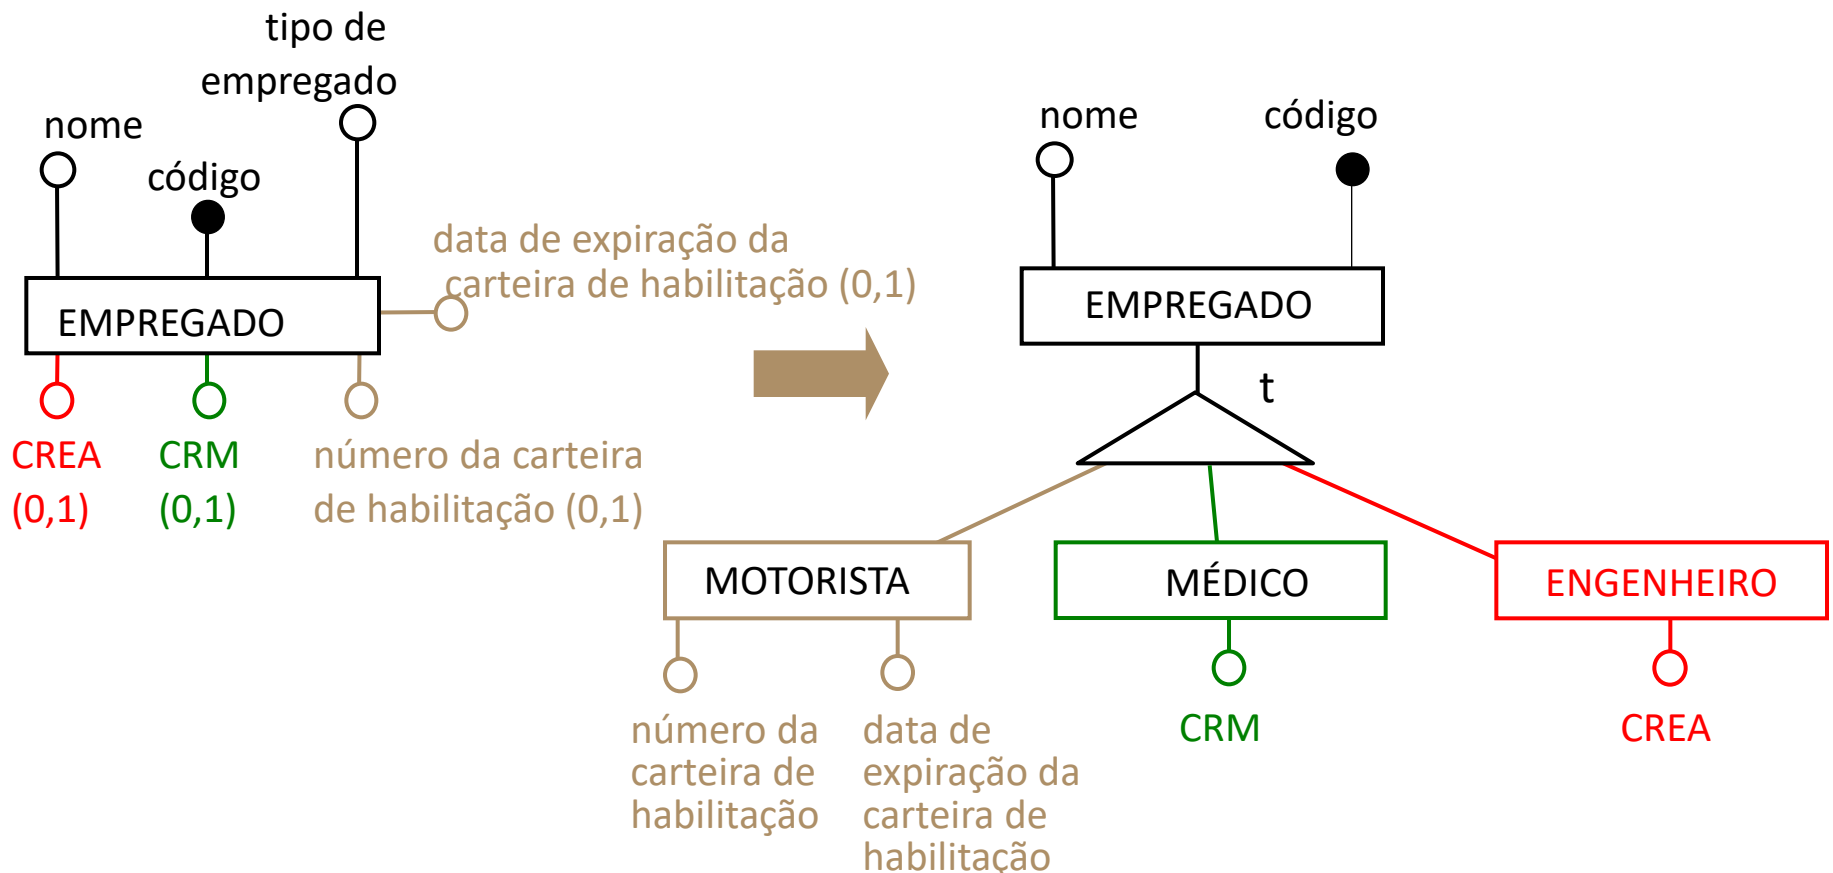 tipo de
empregado
nome
código
data de expiração da
carteira de habilitação (0,1)
EMPREGADO
CREA
(0,1)
CRM
(0,1)
número da carteira
de habilitação (0,1)
nome
código
EMPREGADO
t
MOTORISTA
MÉDICO
ENGENHEIRO
número da
carteira de
habilitação
data de
expiração da
carteira de
habilitação
CRM
CREA